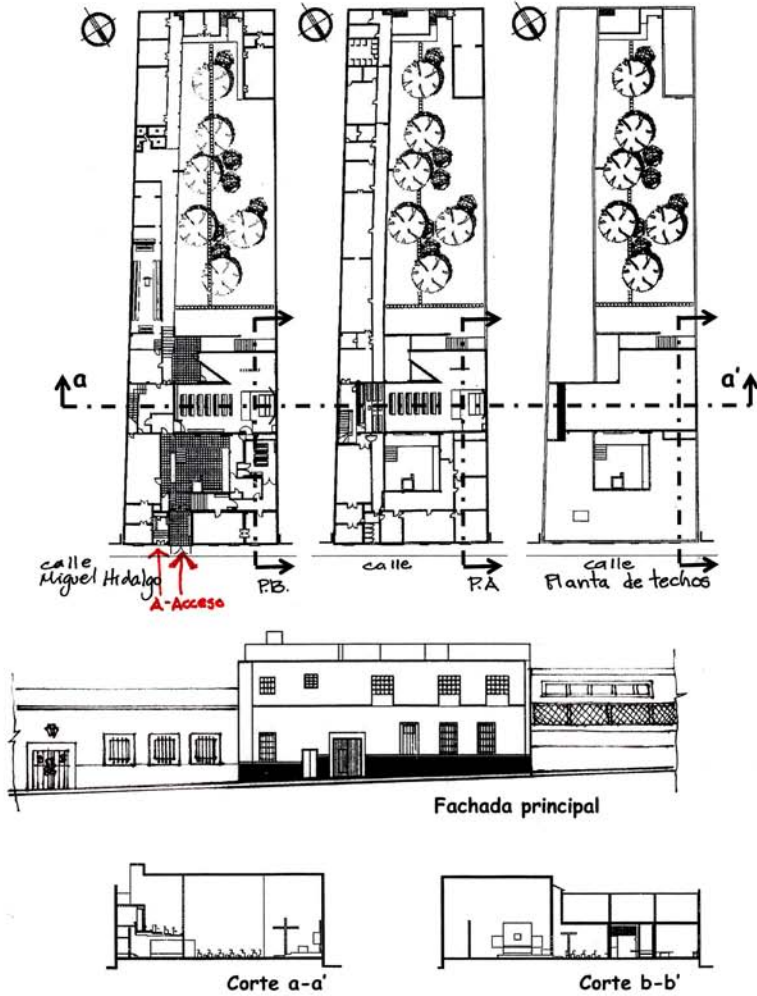 a
a'
calle
Miguel Hidalgo
A-Acceso
P.B.
calle
P.A
calle
Planta de techos
Fachada principal
Corte a-a'
Corte b-b'